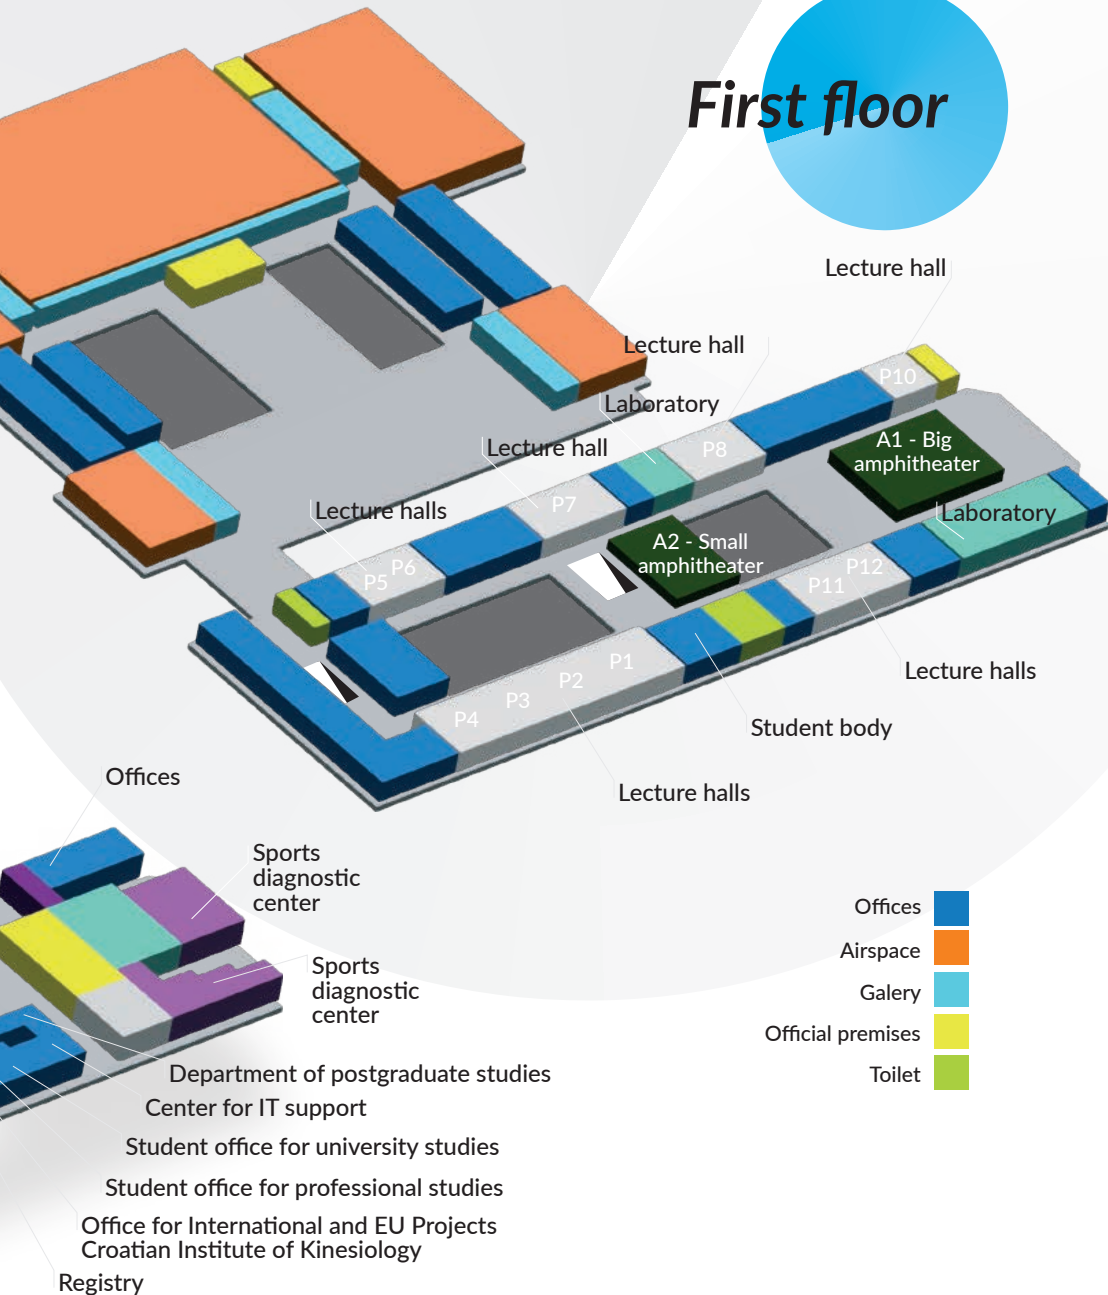 First floor
Lecture hall
Lecture hall
Laboratory
Lecture hall
Lecture halls
P10
A1 - Big
amphitheater
P8
P7
Laboratory
A2 - Small
amphitheater
P6
P5
P12
P11
P1
P2
P3
P4
Lecture halls
Student body
Lecture halls
Offices
Sports
diagnostic
center
Sports
diagnostic
center
Department of postgraduate studies
Center for IT support
Student office for university studies
Student office for professional studies
Office for International and EU Projects
Croatian Institute of Kinesiology
Registry
Offices
Airspace
Galery
Official premises
Toilet